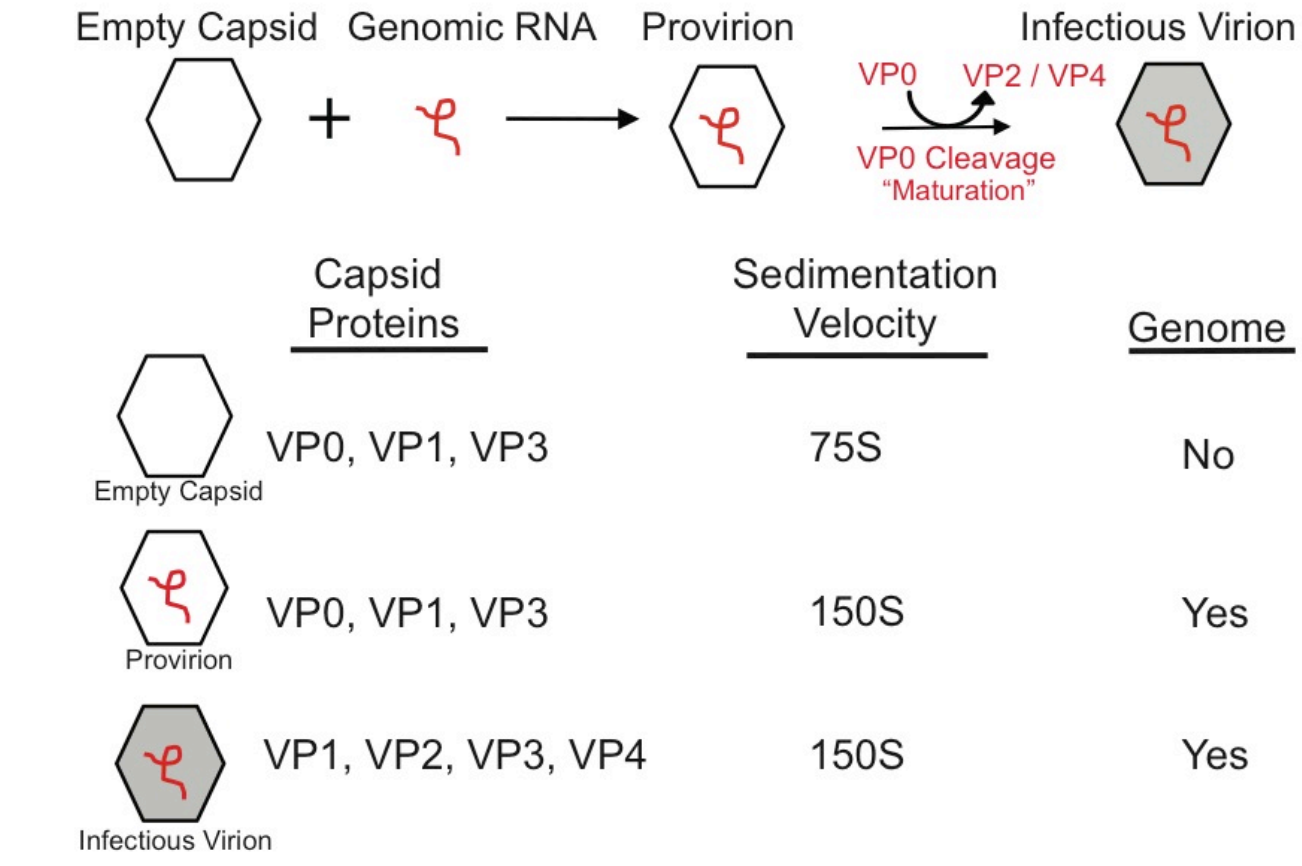 Empty Capsid Genomic RNA Provirion Infectious Virion
+
VP0 VP2 / VP4
VP0 Cleavage
“Maturation”
Capsid
Proteins
Sedimentation
Velocity
Genome
VP0, VP1, VP3 75S No
Empty Capsid
VP0, VP1, VP3 150S Yes
Provirion
VP1, VP2, VP3, VP4 150S Yes
Infectious Virion